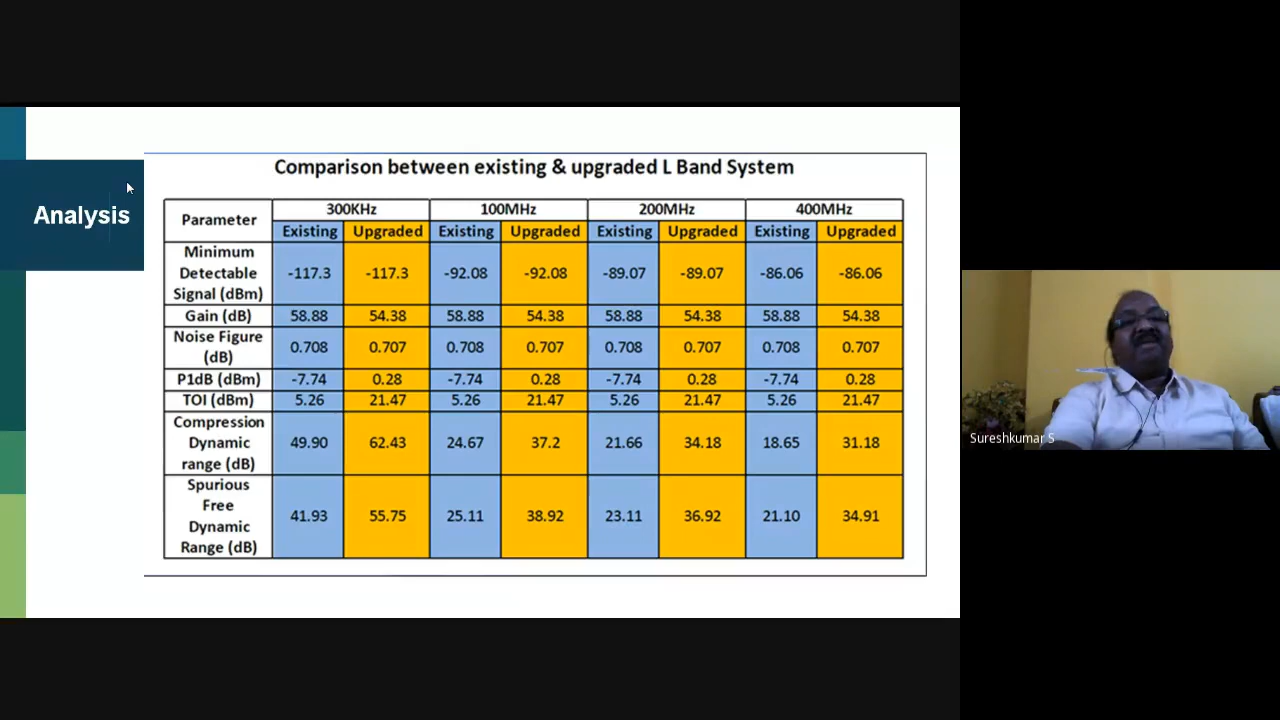 Comparison between existing & upgraded L Band System
Analysis
Parameter 300KHz 100MHz 200MHz 400MHz
Existing Upgraded Existing Upgraded Existing Upgraded Existing Upgraded
Minimum
Detectable
Signal (dBm) -117.3 -117.3 -92.08 -92.08 -89.07 -89.07 -86.06 -86.06
Gain (dB) 58.88 54.38 58.88 54.38 58.88 54.38 58.88 54.38
Noise Figure
(dB) 0.708 0.707 0.708 0.707 0.708 0.707 0.708 0.707
P1dB (dBm) -7.74 0.28 -7.74 0.28 -7.74 0.28 -7.74 0.28
TOI (dBm) 5.26 21.47 5.26 21.47 5.26 21.47 5.26 21.47
Compression
Dynamic
range (dB) 49.90 62.43 24.67 37.2 21.66 34.18 18.65 31.18
Spurious
Free
Dynamic
Range (dB) 41.93 55.75 25.11 38.92 23.11 36.92 21.10 34.91
Sureshkumar S